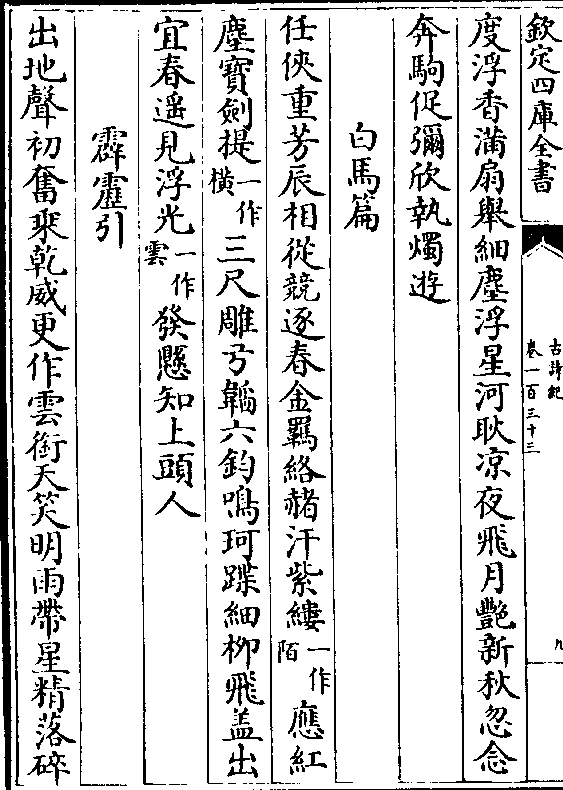 欽定四庫全書
古詩紀
卷一百三十三
九
度浮香滿扇舉細塵浮星河耿凉夜飛月艷新秋忽念
奔駒促彌欣執燭遊
白馬篇
任俠重芳辰相從競逐春金羈絡赭汗紫縷一作陌應紅
塵寳劍提一作橫三尺雕弓韜六鈞鳴珂蹀細柳飛盖出
宜春遥見浮光一作雲發懸知上頭人
霹靂引
出地聲初奮乘乾威更作雲銜天笑明雨帶星精落碎